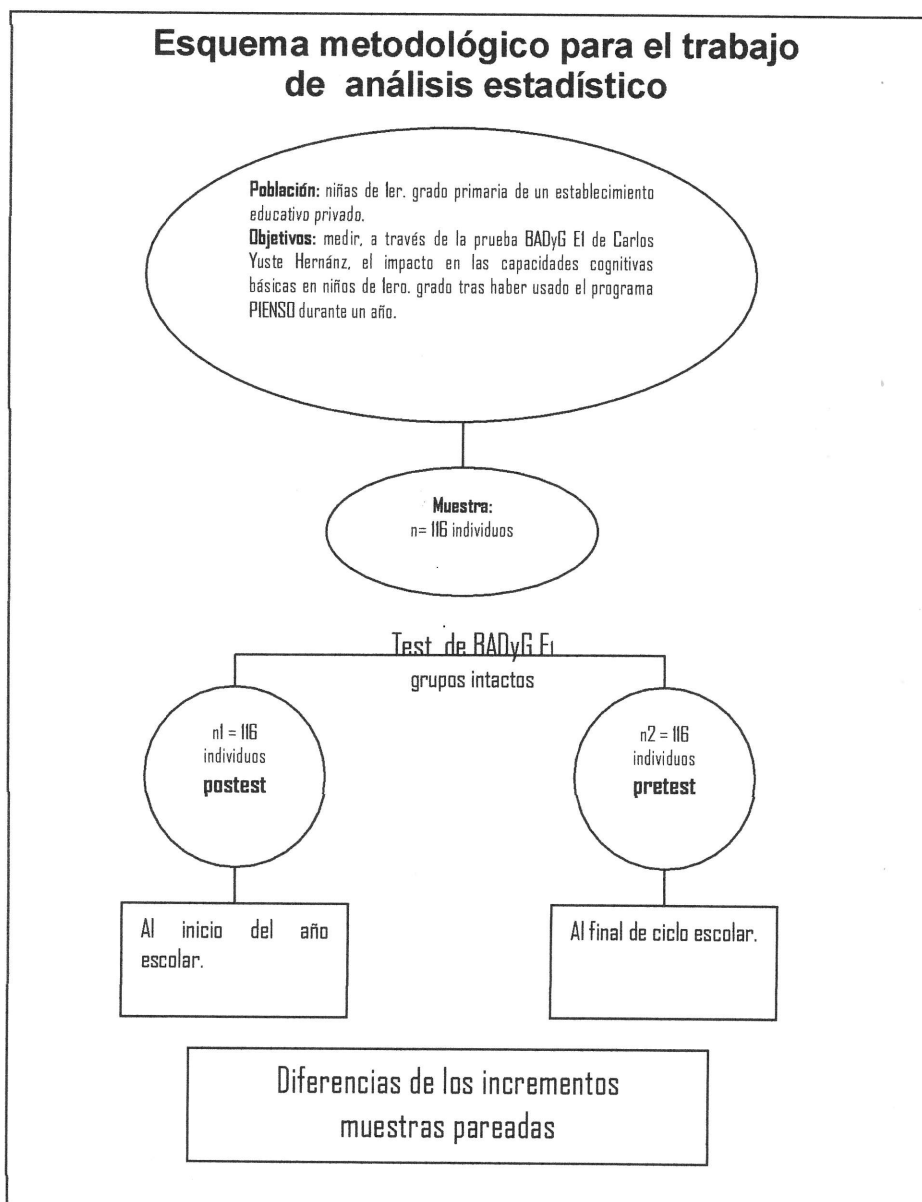 Esquema metodológico para el trabajo
de análisis estadístico
Población: niñas de 1er. grado primaria de un establecimiento
educativo privado.
Objetivos: medir, a través de la prueba BADyG E1 de Carlos
Yuste Hernánz, el impacto en las capacidades cognitivas
básicas en niños de 1ero. grado tras haber usado el programa
PIENSO durante un año.
Muestra:
n= 116 individuos
Test de BADyG E1
grupos intactos
n1 = 116
individuos
postest
n2 = 116
individuos
pretest
Al inicio del año
escolar.
Al final de ciclo escolar.
Diferencias de los incrementos
muestras pareadas